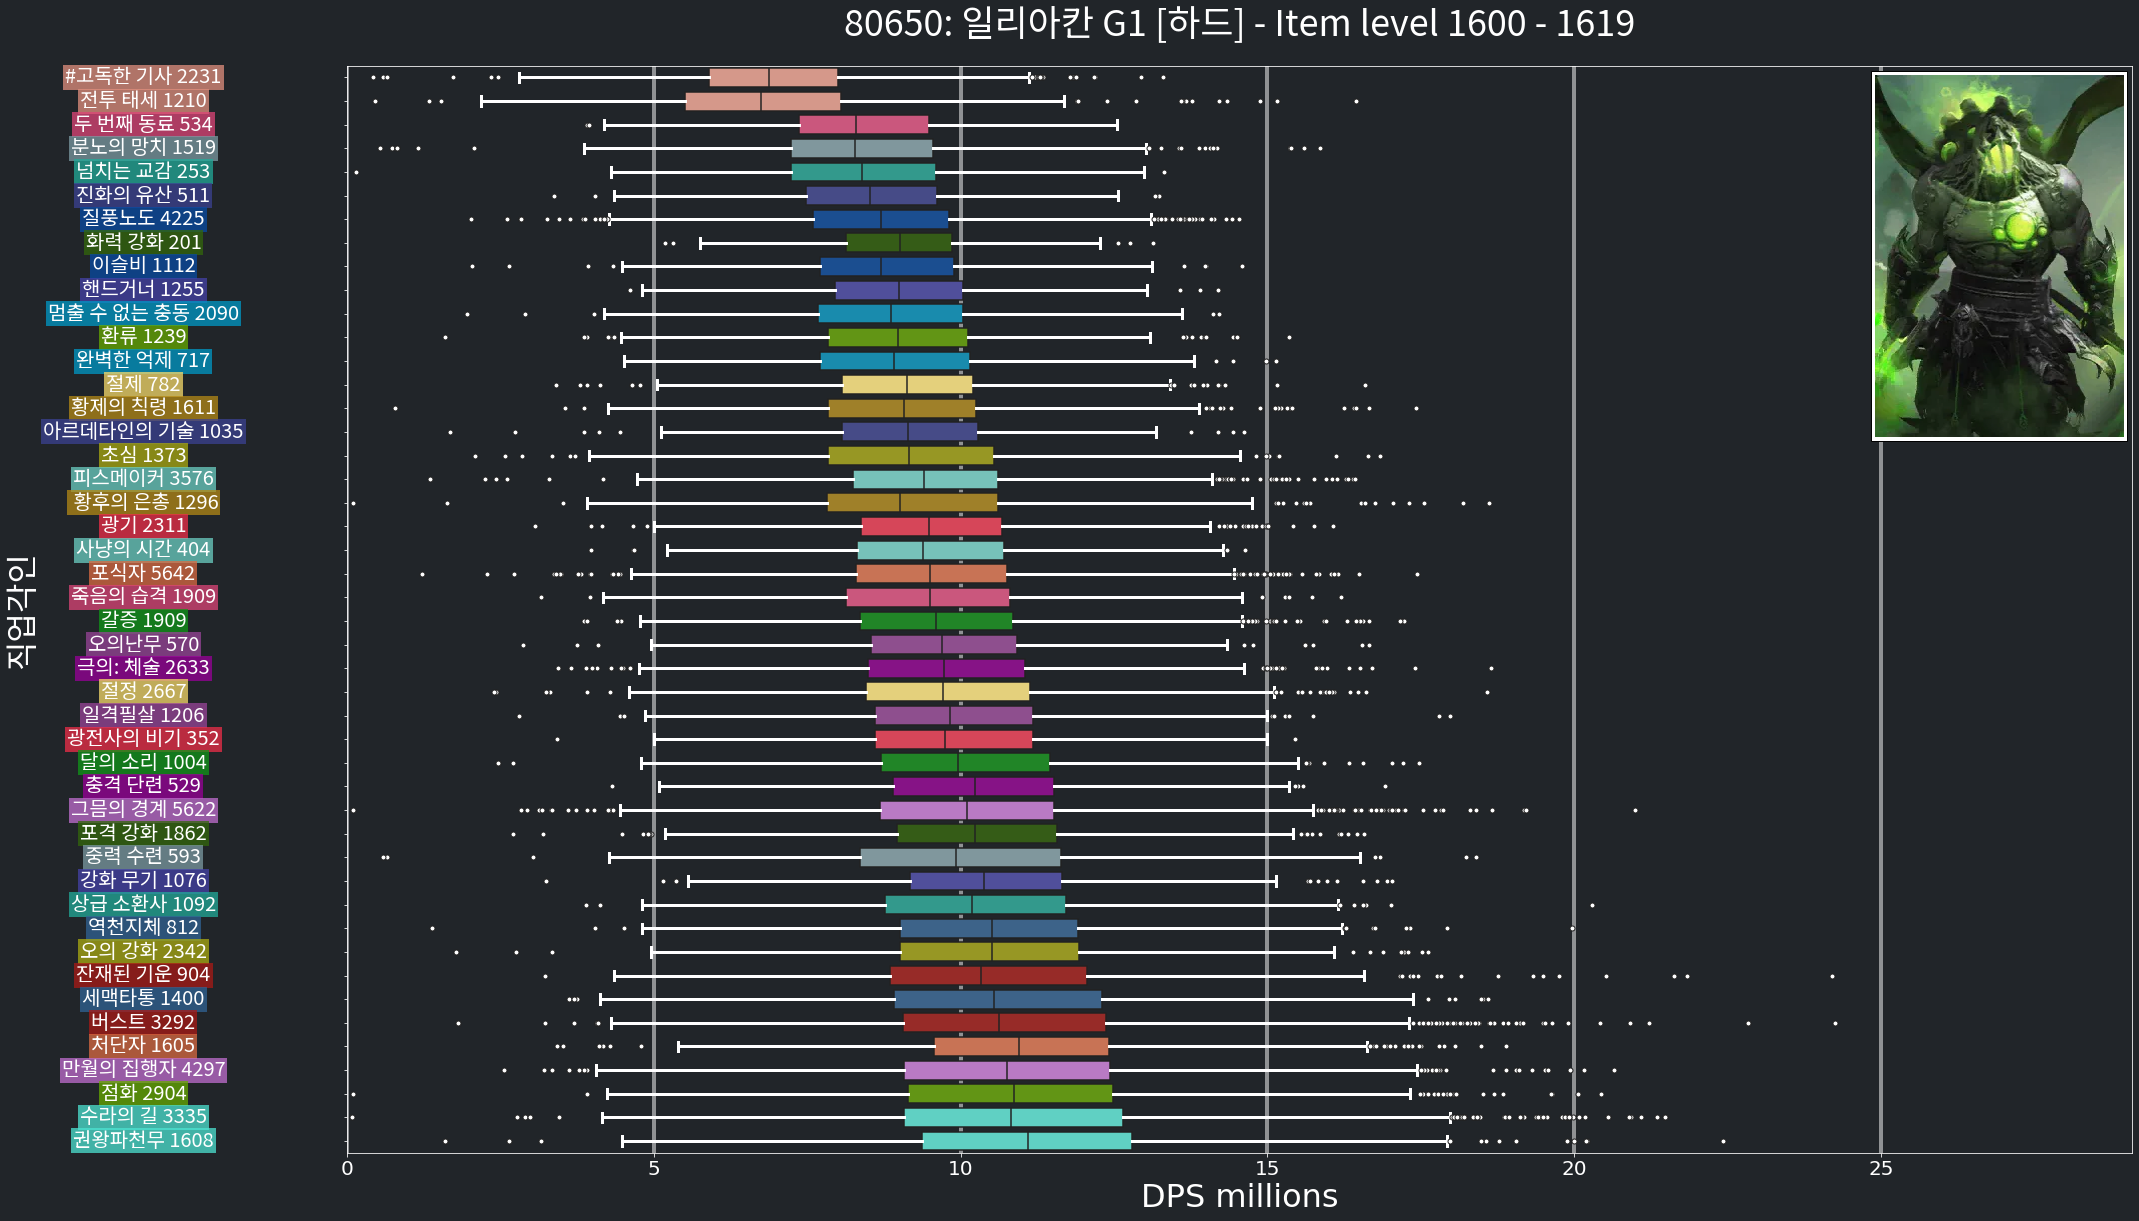 80650: 일리아칸 G1 [하드] - Item level 1600 - 1619
#고독한 기사 2231
전투 태세 1210
두 번째 동료 534
분노의 망치 1519
넘치는 교감 253
진화의 유산 511
질풍노도 4225
화력 강화 201
이슬비 1112
핸드거너 1255
멈출 수 없는 충동 2090
환류 1239
완벽한 억제 717
절제 782
황제의 칙령 1611
아르데타인의 기술 1035
초심 1373
피스메이커 3576
황후의 은총 1296
광기 2311
사냥의 시간 404
포식자 5642
죽음의 습격 1909
갈증 1909
오의난무 570
극의: 체술 2633
절정 2667
일격필살 1206
광전사의 비기 352
달의 소리 1004
충격 단련 529
그믐의 경계 5622
포격 강화 1862
중력 수련 593
강화 무기 1076
상급 소환사 1092
역천지체 812
오의 강화 2342
잔재된 기운 904
세맥타통 1400
버스트 3292
처단자 1605
만월의 집행자 4297
점화 2904
수라의 길 3335
권왕파천무 1608
직업각인
0 5 10 15 20 25
DPS millions